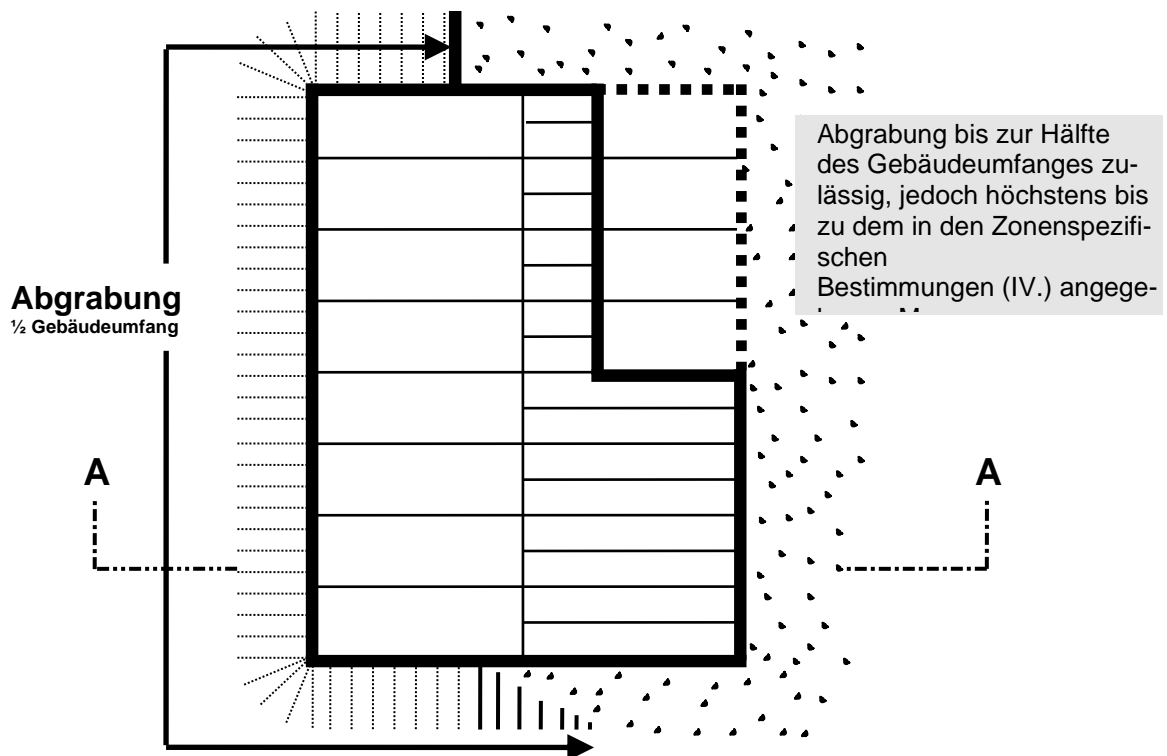 Abgrabung bis zur Hälfte
des Gebäudeumfanges zu-
lässig, jedoch höchstens bis
zu dem in den Zonenspezifi-
schen
Bestimmungen (IV.) angege-
Abgrabung
½ Gebäudeumfang
A
A